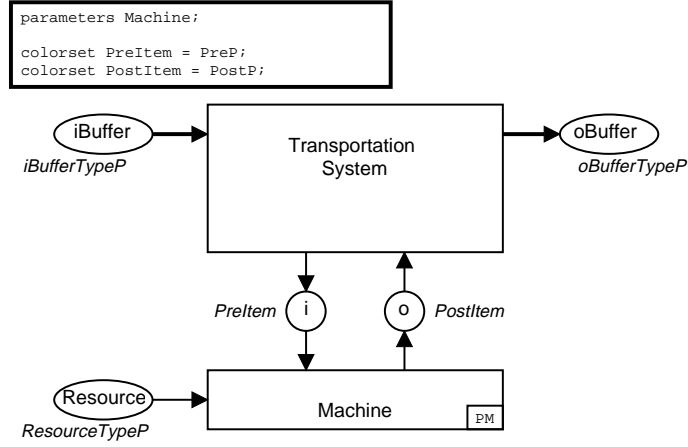 parameters Machine;
colorset PreItem = PreP;
colorset PostItem = PostP;
iBuffer
iBufferTypeP
Transportation
System
oBuffer
oBufferTypeP
PreItem
i
o
PostItem
Resource
ResourceTypeP
Machine
PM